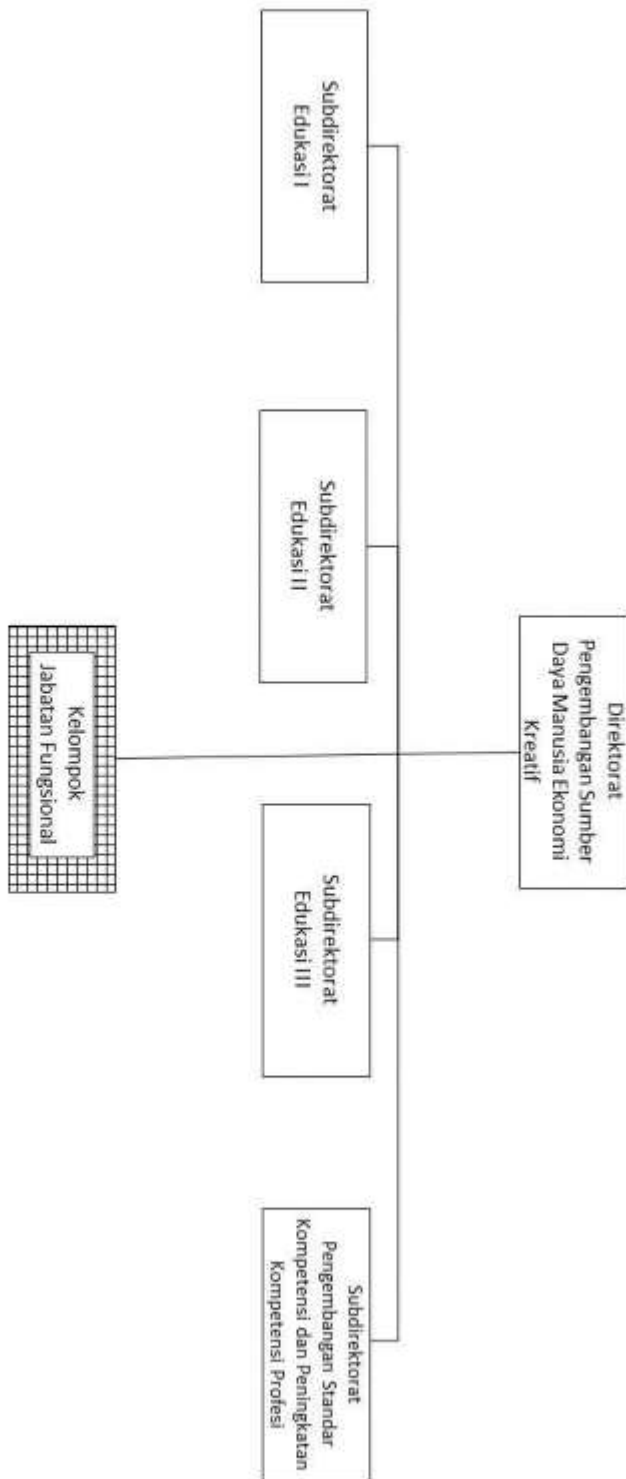 Direktorat
Pengembangan Sumber
Daya Manusia Ekonomi
Kreatif
Subdirektorat
Edukasi I
Subdirektorat
Edukasi II
Subdirektorat
Edukasi III
Subdirektorat
Pengembangan Standar
Kompetensi dan Peningkatan
Kompetensi Profesi
Kelompok
Jabatan Fungsional